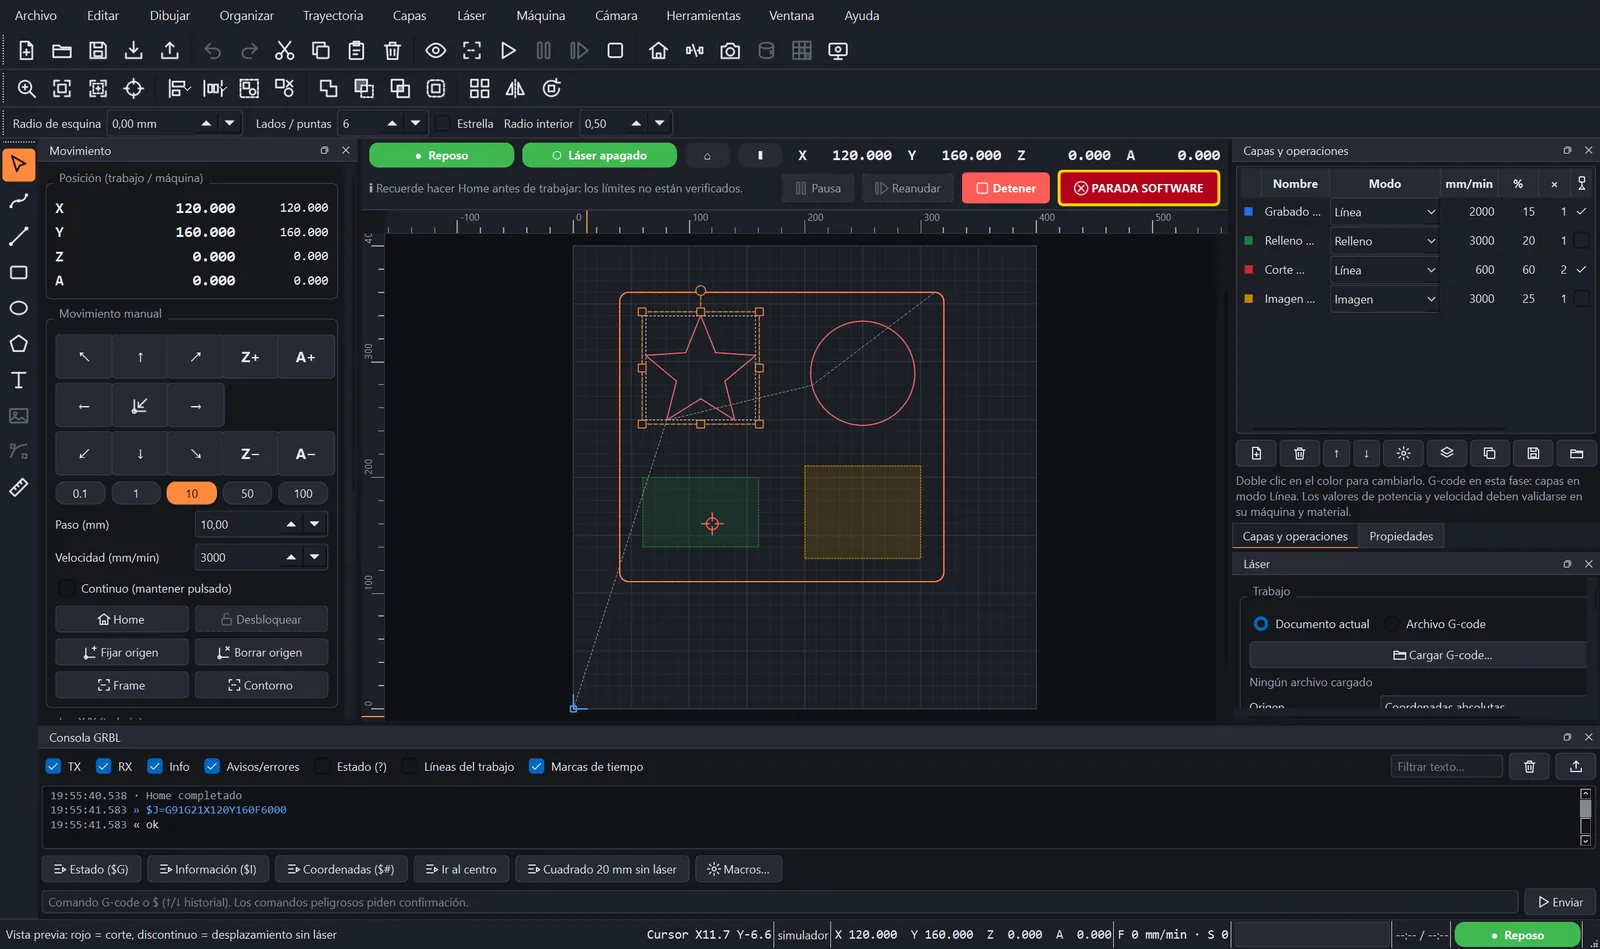 Archivo Editar Dibujar Organizar Trayectoria Capas Láser Máquina Cámara Herramientas Ventana Ayuda
Radio de esquina 0,00 mm Lados / puntas 6 Estrella Radio interior 0,50
Movimiento
Posición (trabajo / máquina)
X 120.000 120.000
Y 160.000 160.000
Z 0.000 0.000
A 0.000 0.000
Movimiento manual
↖ ↑ ↗ Z+ A+
← →
↙ ↓ ↘ Z− A−
0.1 1 10 50 100
Paso (mm) 10,00
Velocidad (mm/min) 3000
Continuo (mantener pulsado)
Home Desbloquear
Fijar origen Borrar origen
Frame Contorno
● Reposo ○ Láser apagado X 120.000 Y 160.000 Z 0.000 A 0.000
Recuerde hacer Home antes de trabajar: los límites no están verificados. Pausa Reanudar Detener PARADA SOFTWARE
-100 0 100 200 300 400 500
300
200
100
0
Capas y operaciones
Nombre Modo mm/min % ×
Grabado ... Línea 2000 15 1
Relleno ... Relleno 3000 20 1
Corte ... Línea 600 60 2
Imagen ... Imagen 3000 25 1
Doble clic en el color para cambiarlo. G-code en esta fase: capas en
modo Línea. Los valores de potencia y velocidad deben validarse en
su máquina y material.
Capas y operaciones Propiedades
Láser
Trabajo
Documento actual Archivo G-code
Cargar G-code...
Ningún archivo cargado
Origen Coordenadas absolutas
Consola GRBL
TX RX Info Avisos/errores Estado (?) Líneas del trabajo Marcas de tiempo Filtrar texto...
19:55:40.538 · Home completado
19:55:41.583 » $J=G91G21X120Y160F6000
19:55:41.583 « ok
Estado ($G) Información ($I) Coordenadas ($#) Ir al centro Cuadrado 20 mm sin láser Macros...
Comando G-code o $ (↑/↓ historial). Los comandos peligrosos piden confirmación. Enviar
Vista previa: rojo = corte, discontinuo = desplazamiento sin láser Cursor X11.7 Y-6.6 simulador X 120.000 Y 160.000 Z 0.000 A 0.000 F 0 mm/min · S 0 --:-- / --:-- ● Reposo